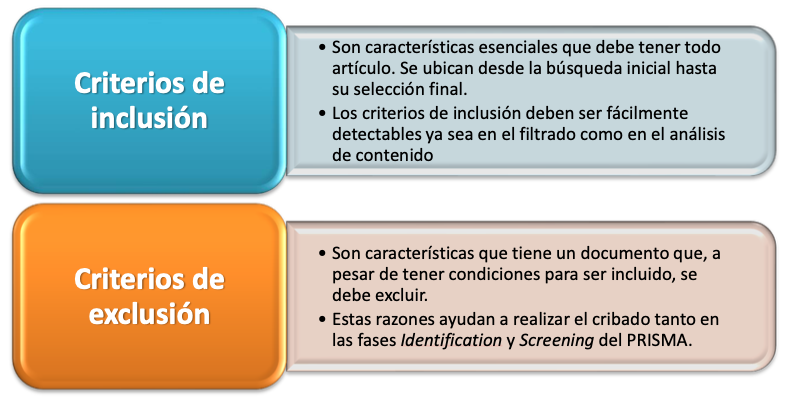 Criterios de
inclusión
• Son características esenciales que debe tener todo
artículo. Se ubican desde la búsqueda inicial hasta
su selección final.
• Los criterios de inclusión deben ser fácilmente
detectables ya sea en el filtrado como en el análisis
de contenido
Criterios de
exclusión
• Son características que tiene un documento que, a
pesar de tener condiciones para ser incluido, se
debe excluir.
• Estas razones ayudan a realizar el cribado tanto en
las fases Identification y Screening del PRISMA.